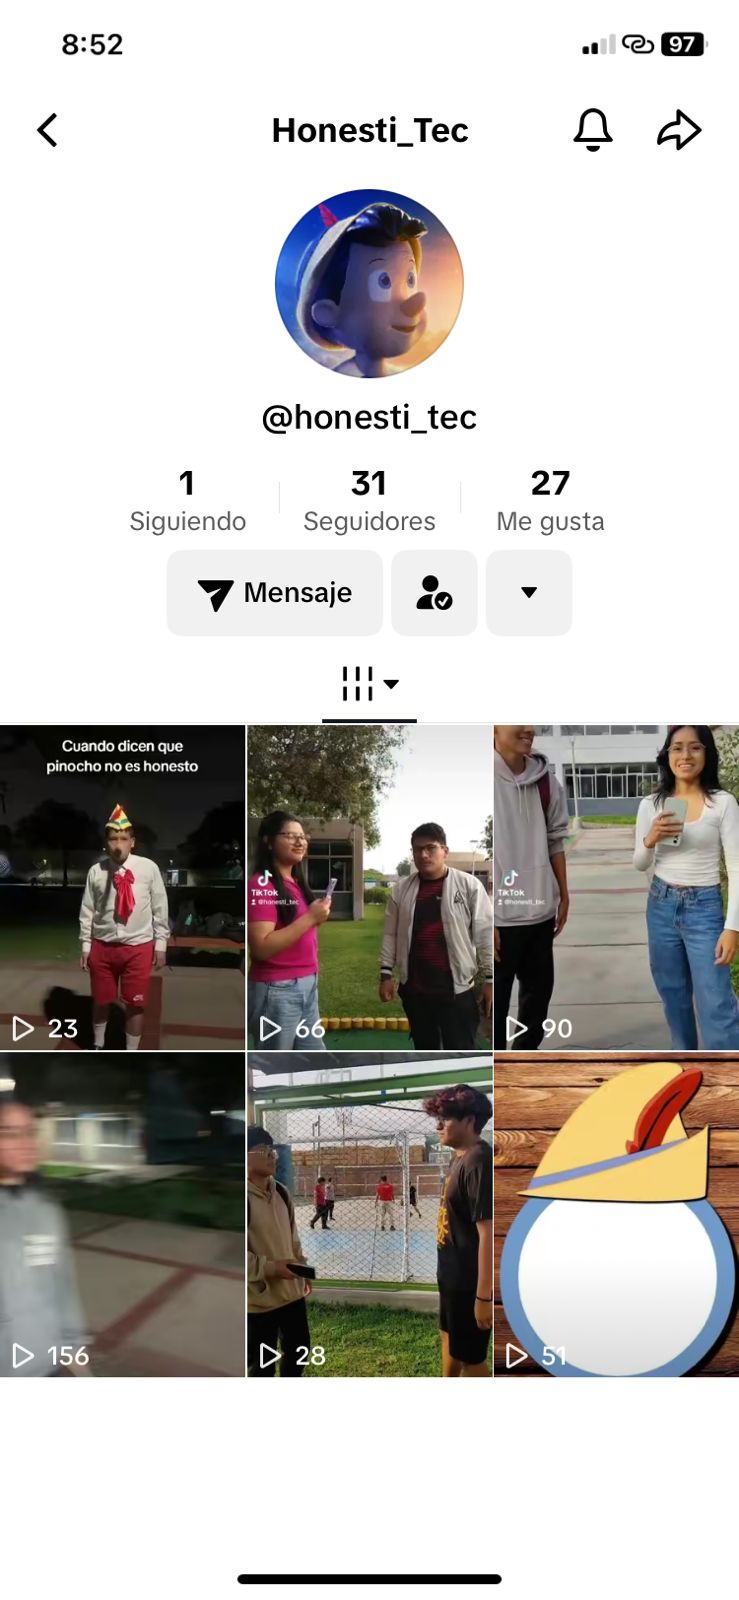 8:52
97
Honesti_Tec
@honesti_tec
1
Siguiendo
31
Seguidores
27
Me gusta
Mensaje
Cuando dicen que
pinocho no es honesto
23
TikTok
@honesti_tec
66
TikTok
@honesti_tec
90
156
28
51